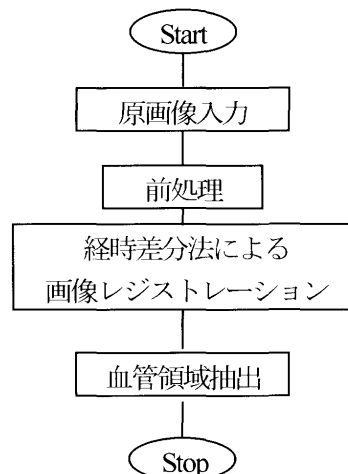 Start
原画像入力
前処理
経時差分法による
画像レジストレーション
血管領域抽出
Stop